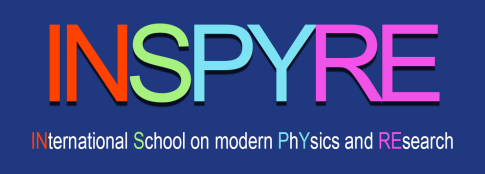 INSPYRE
INternational School on modern PhYsics and REsearch